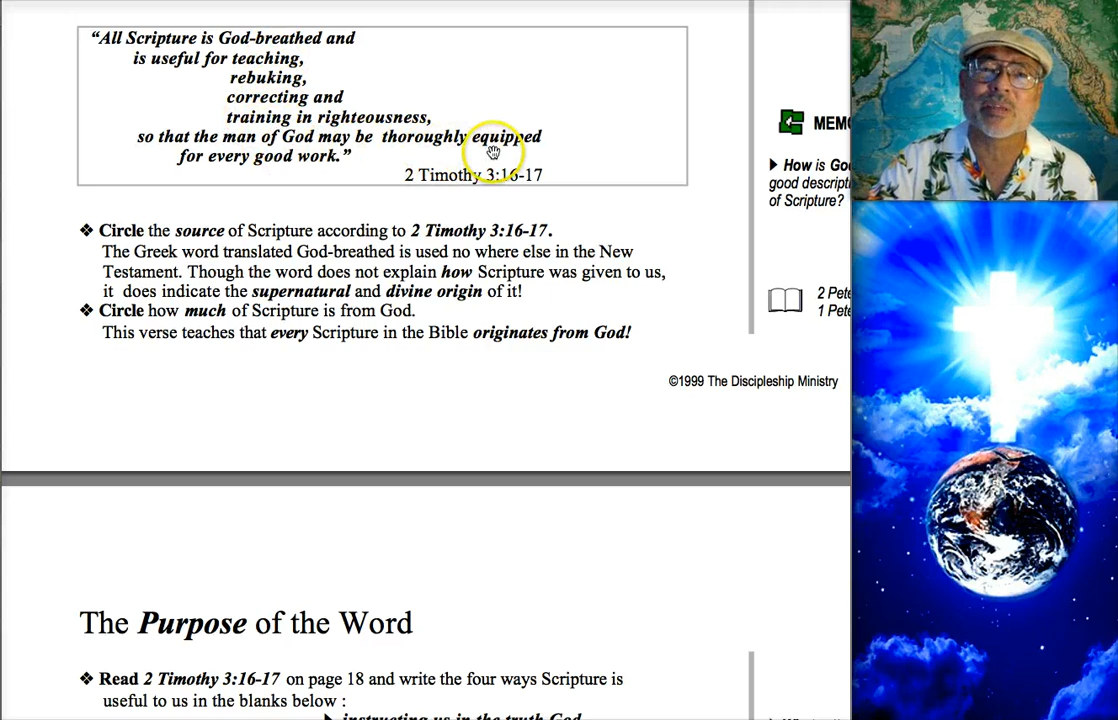 “All Scripture is God-breathed and
is useful for teaching,
rebuking,
correcting and
training in righteousness,
so that the man of God may be thoroughly equipped
for every good work.”
2 Timothy 3:16-17
❖ Circle the source of Scripture according to 2 Timothy 3:16-17.
The Greek word translated God-breathed is used no where else in the New
Testament. Though the word does not explain how Scripture was given to us,
it does indicate the supernatural and divine origin of it!
❖ Circle how much of Scripture is from God.
This verse teaches that every Scripture in the Bible originates from God!
How is
good
of Scripture?
2
1
©1999 The Discipleship Ministry
The Purpose of the Word
❖ Read 2 Timothy 3:16-17 on page 18 and write the four ways Scripture is
useful to us in the blanks below :
instructing us in the truth God